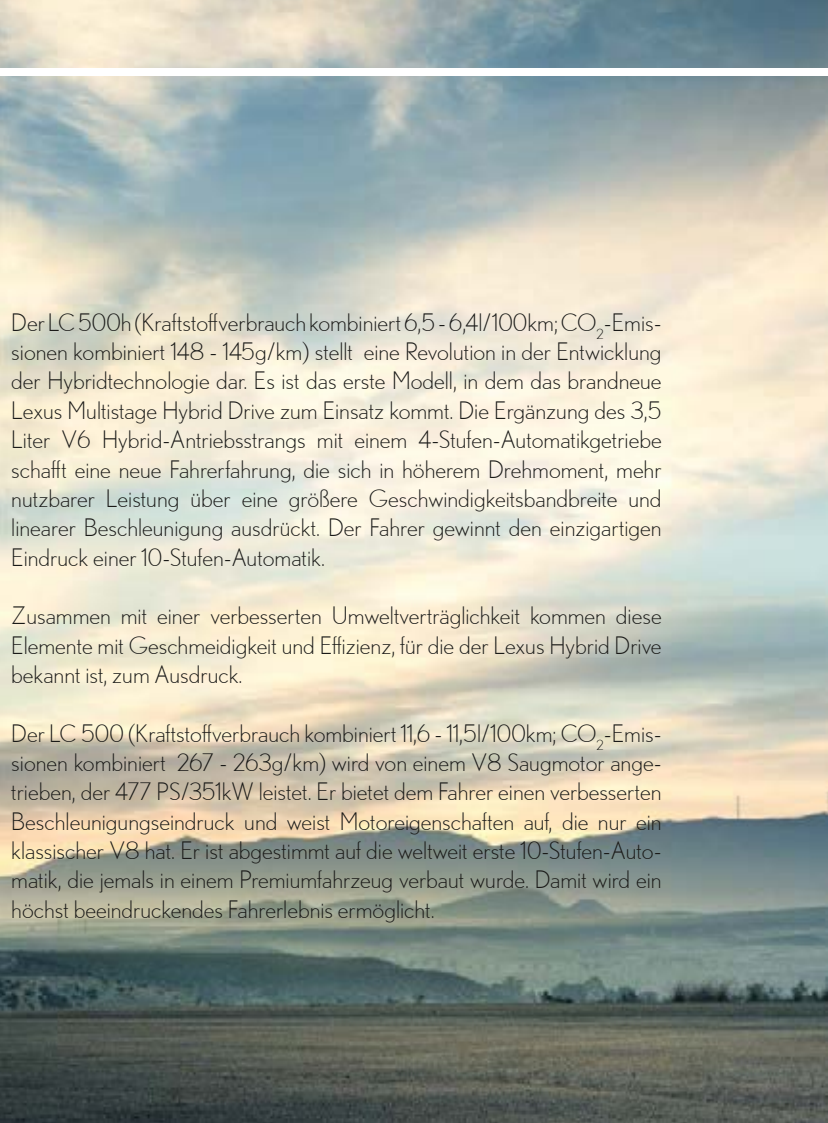 Der LC 500h (Kraftstoffverbrauch kombiniert 6,5 - 6,4l/100km; CO₂-Emis-
sionen kombiniert 148 - 145g/km) stellt eine Revolution in der Entwicklung
der Hybridtechnologie dar. Es ist das erste Modell, in dem das brandneue
Lexus Multistage Hybrid Drive zum Einsatz kommt. Die Ergänzung des 3,5
Liter V6 Hybrid-Antriebsstrangs mit einem 4-Stufen-Automatikgetriebe
schafft eine neue Fahrerfahrung, die sich in höherem Drehmoment, mehr
nutzbarer Leistung über eine größere Geschwindigkeitsbandbreite und
linearer Beschleunigung ausdrückt. Der Fahrer gewinnt den einzigartigen
Eindruck einer 10-Stufen-Automatik.
Zusammen mit einer verbesserten Umweltverträglichkeit kommen diese
Elemente mit Geschmeidigkeit und Effizienz, für die der Lexus Hybrid Drive
bekannt ist, zum Ausdruck.
Der LC 500 (Kraftstoffverbrauch kombiniert 11,6 - 11,5l/100km; CO₂-Emis-
sionen kombiniert 267 - 263g/km) wird von einem V8 Saugmotor ange-
trieben, der 477 PS/351kW leistet. Er bietet dem Fahrer einen verbesserten
Beschleunigungseindruck und weist Motoreigenschaften auf, die nur ein
klassischer V8 hat. Er ist abgestimmt auf die weltweit erste 10-Stufen-Auto-
matik, die jemals in einem Premiumfahrzeug verbaut wurde. Damit wird ein
höchst beeindruckendes Fahrerlebnis ermöglicht.